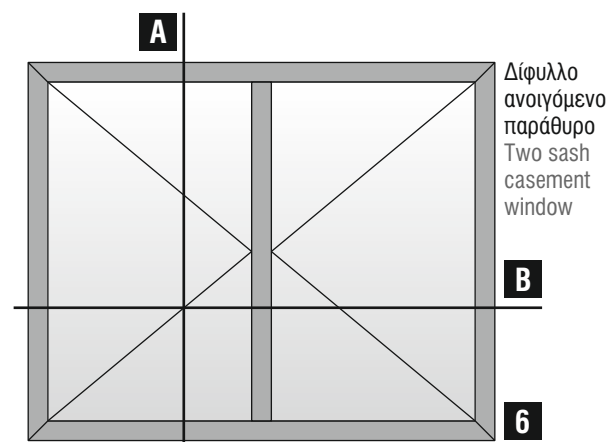 A
Δίφυλλο
ανοιγόμενο
παράθυρο
Two sash
casement
window
B
6